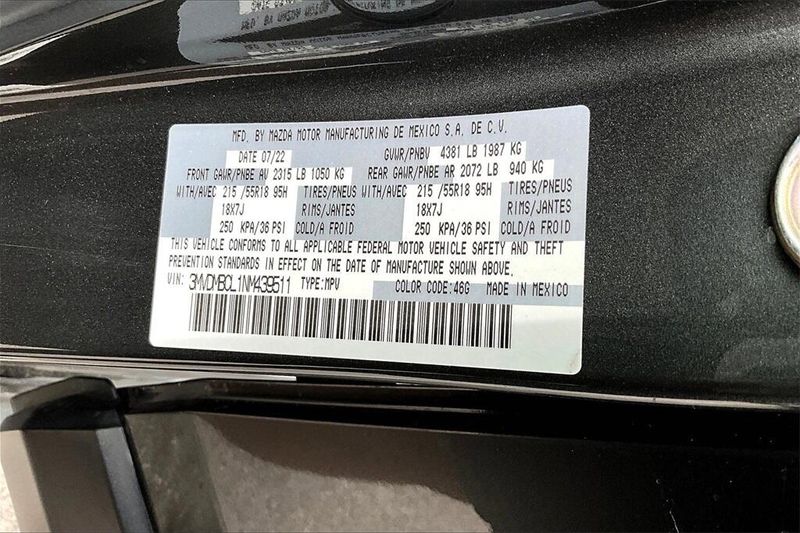 MFD. BY MAZDA MOTOR MANUFACTURING DE MEXICO S.A. DE C.V.
DATE 07/22 GVWR/PNBV 4381 LB 1987 KG
FRONT GAWR/PNBE AV 2315 LB 1050 KG REAR GAWR/PNBE AR 2072 LB 940 KG
WITH/AVEC 215 /55R18 95H TIRES/PNEUS WITH/AVEC 215 /55R18 95H TIRES/PNEUS
18X7J RIMS/JANTES 18X7J RIMS/JANTES
250 KPA/36 PSI COLD/A FROID 250 KPA/36 PSI COLD/A FROID
THIS VEHICLE CONFORMS TO ALL APPLICABLE FEDERAL MOTOR VEHICLE SAFETY AND THEFT
PREVENTION STANDARDS IN EFFECT ON THE DATE OF MANUFACTURE SHOWN ABOVE.
VIN: 3MVDMBCL1NM439511 TYPE:MPV COLOR CODE:46G MADE IN MEXICO